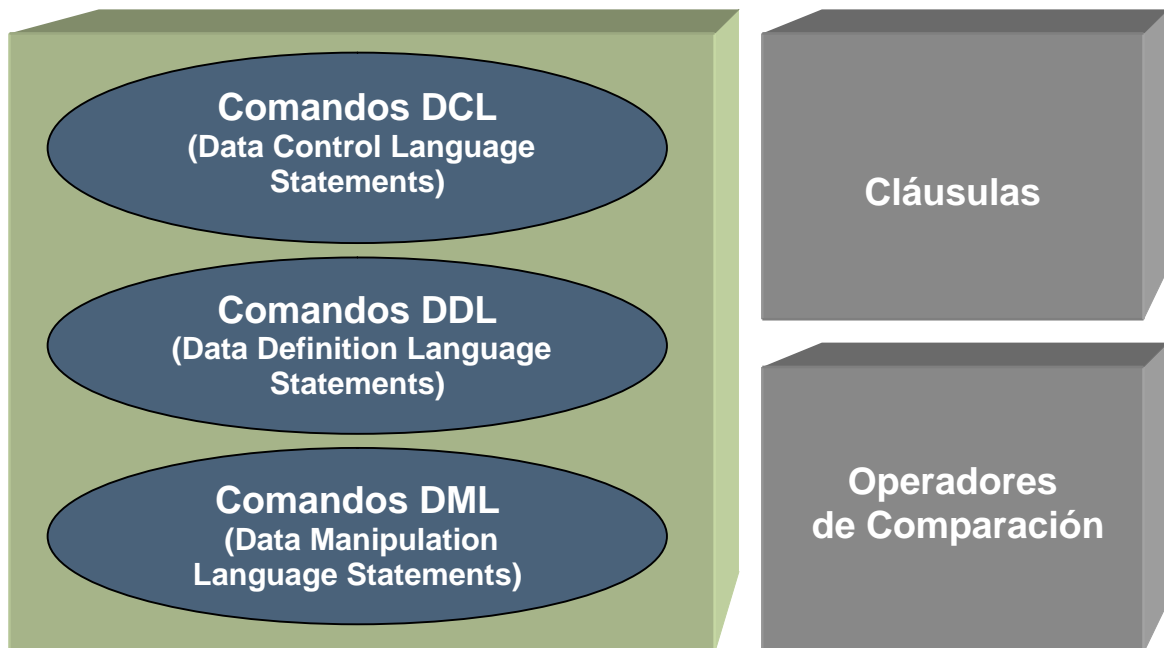 Comandos DCL
(Data Control Language
Statements)
Comandos DDL
(Data Definition Language
Statements)
Comandos DML
(Data Manipulation
Language Statements)
Cláusulas
Operadores
de Comparación